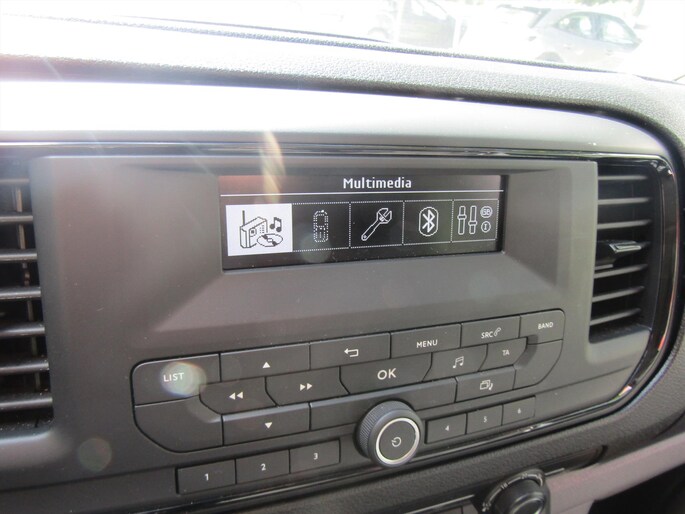 Multimedia
SRC
BAND
MENU
TA
LIST
OK
4 5 6
1 2 3